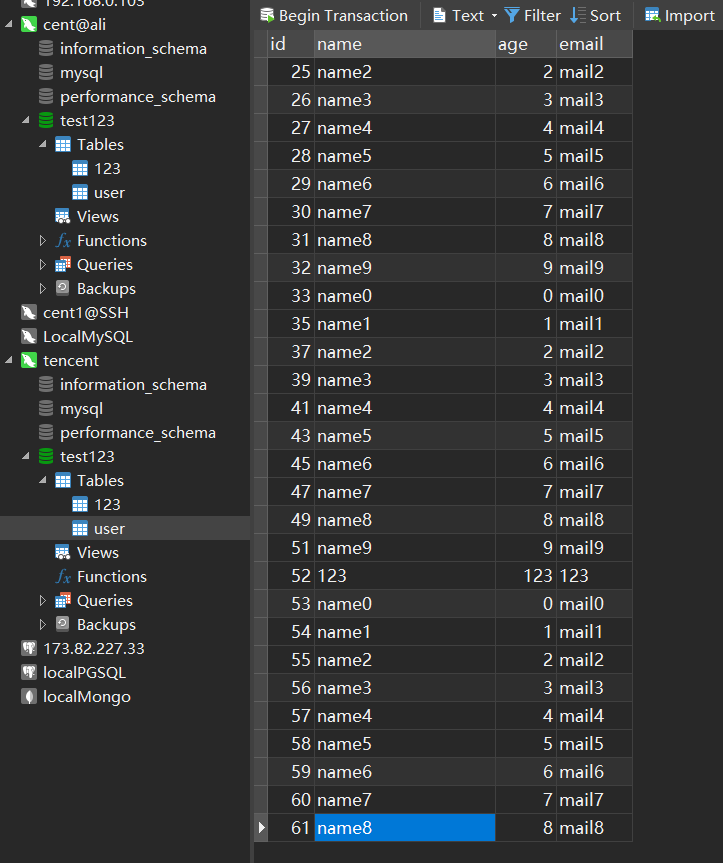 192.168.0.103
cent@ali
information_schema
mysql
performance_schema
test123
Tables
123
user
Views
Functions
Queries
Backups
cent1@SSH
LocalMySQL
tencent
information_schema
mysql
performance_schema
test123
Tables
123
user
Views
Functions
Queries
Backups
173.82.227.33
localPGSQL
localMongo
Begin Transaction Text Filter Sort Import
id name age email
25 name2 2 mail2
26 name3 3 mail3
27 name4 4 mail4
28 name5 5 mail5
29 name6 6 mail6
30 name7 7 mail7
31 name8 8 mail8
32 name9 9 mail9
33 name0 0 mail0
35 name1 1 mail1
37 name2 2 mail2
39 name3 3 mail3
41 name4 4 mail4
43 name5 5 mail5
45 name6 6 mail6
47 name7 7 mail7
49 name8 8 mail8
51 name9 9 mail9
52 123 123 123
53 name0 0 mail0
54 name1 1 mail1
55 name2 2 mail2
56 name3 3 mail3
57 name4 4 mail4
58 name5 5 mail5
59 name6 6 mail6
60 name7 7 mail7
61 name8 8 mail8